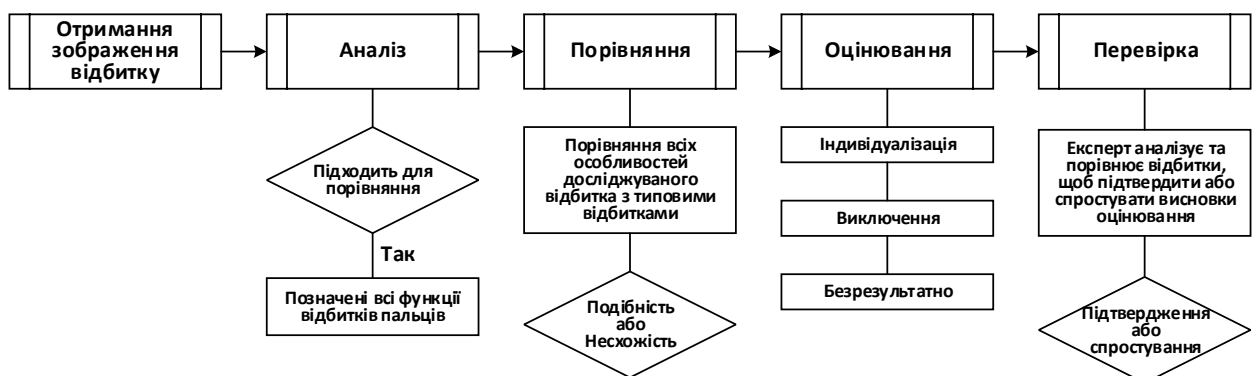 Отримання
зображення
відбитку
Аналіз
Порівняння
Оцінювання
Перевірка
Підходить для
порівняння
Так
Позначені всі функції
відбитків пальців
Порівняння всіх
особливостей
досліджуваного
відбитка з типовими
відбитками
Подібність
або
Несхожість
Індивідуалізація
Виключення
Безрезультатно
Експерт аналізує та
порівнює відбитки,
щоб підтвердити або
спростувати висновки
оцінювання
Підтвердження
або
спростування